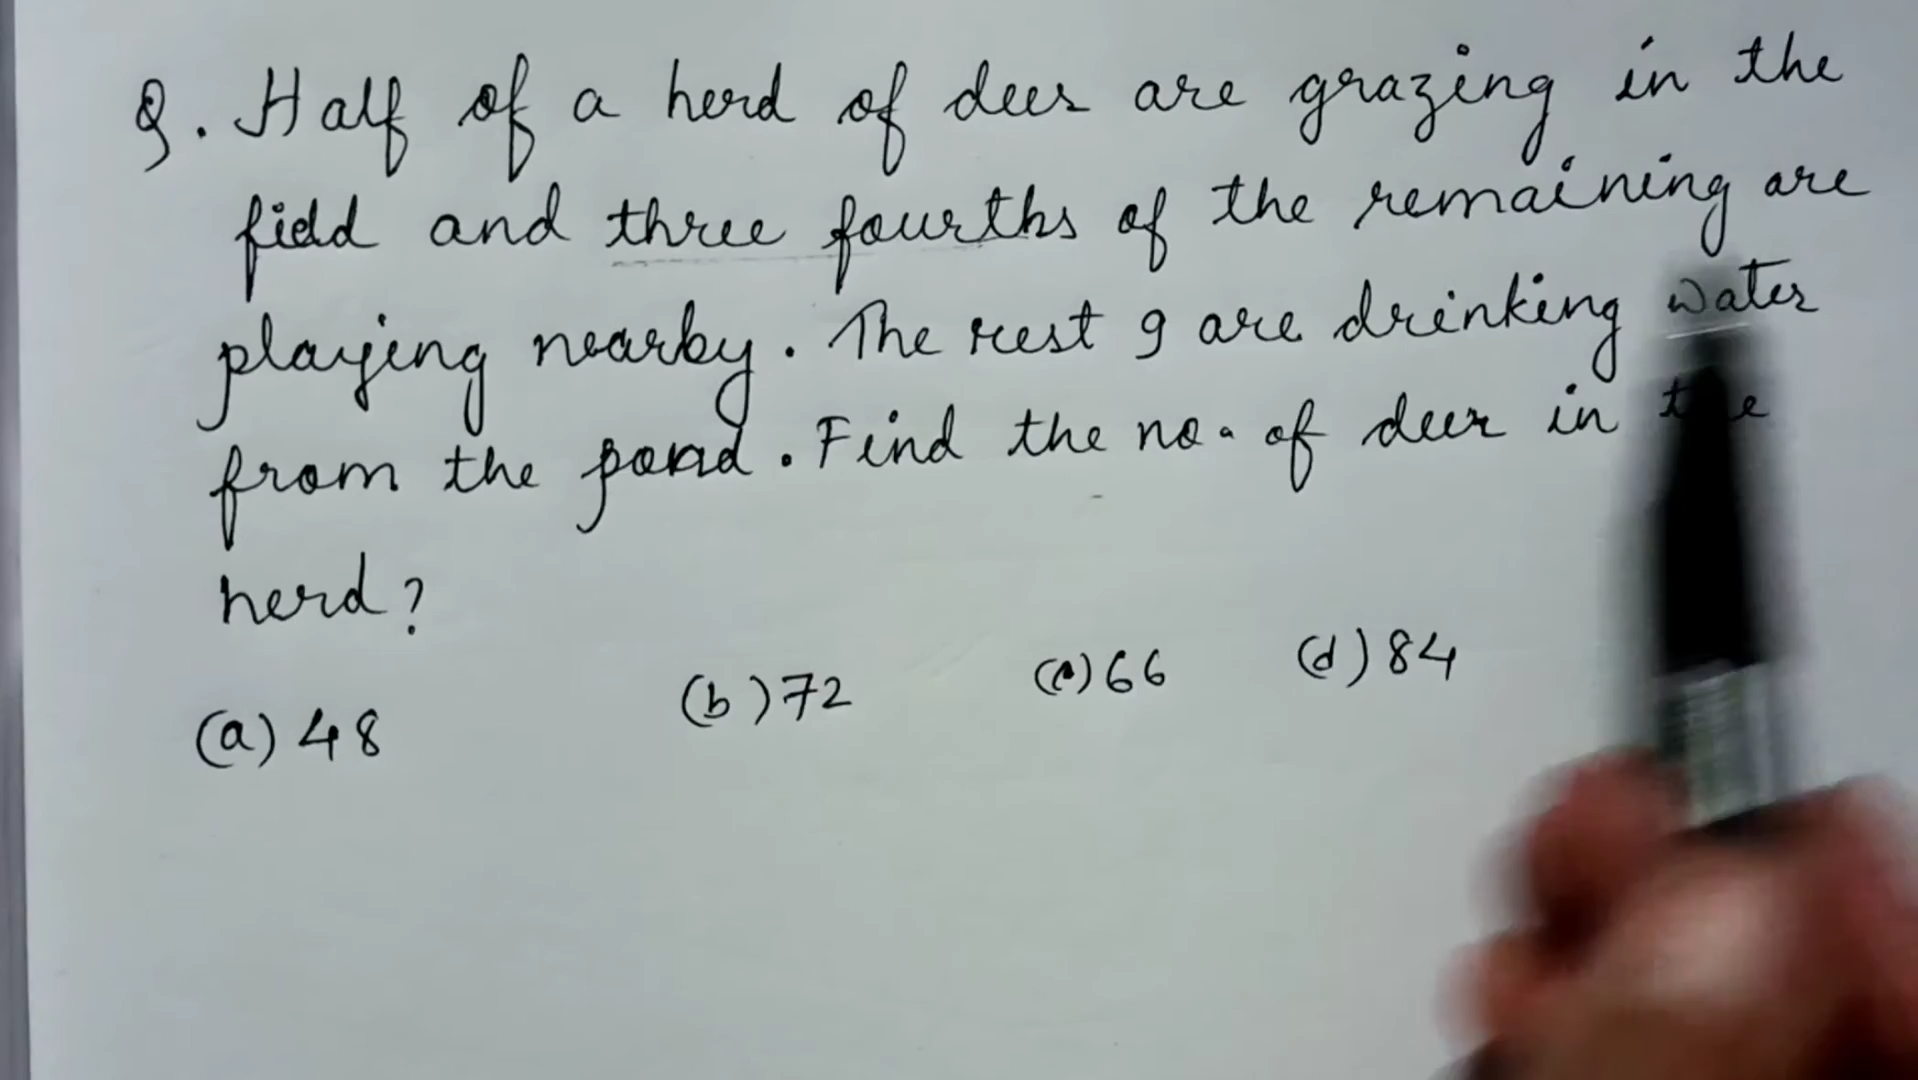 Q. Half of a herd of deer are grazing in the
field and three fourths of the remaining are
playing nearby. The rest 9 are drinking water
from the pond. Find the no. of deer in the
herd?
(a) 48 (b) 72 (c) 66 (d) 84